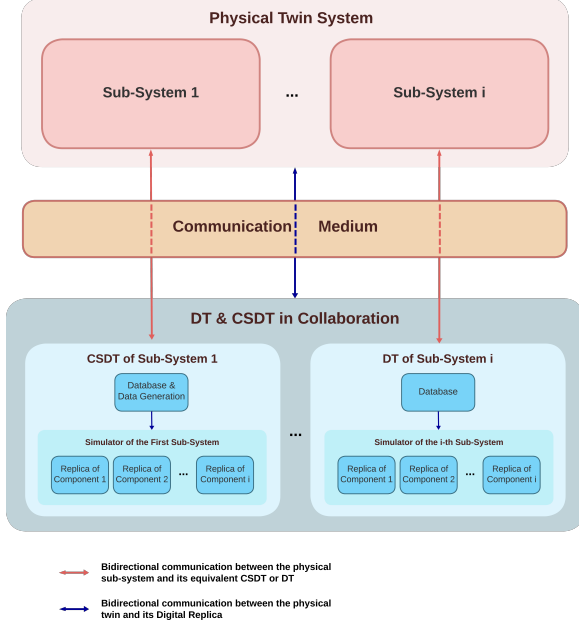 Physical Twin System
Sub-System 1
...
Sub-System i
Communication Medium
DT & CSDT in Collaboration
CSDT of Sub-System 1
Database &
Data Generation
Simulator of the First Sub-System
Replica of
Component 1
Replica of
Component 2
...
Replica of
Component i
...
DT of Sub-System i
Database
Simulator of the i-th Sub-System
Replica of
Component 1
Replica of
Component 2
...
Replica of
Component i
Bidirectional communication between the physical
sub-system and its equivalent CSDT or DT
Bidirectional communication between the physical
twin and its Digital Replica